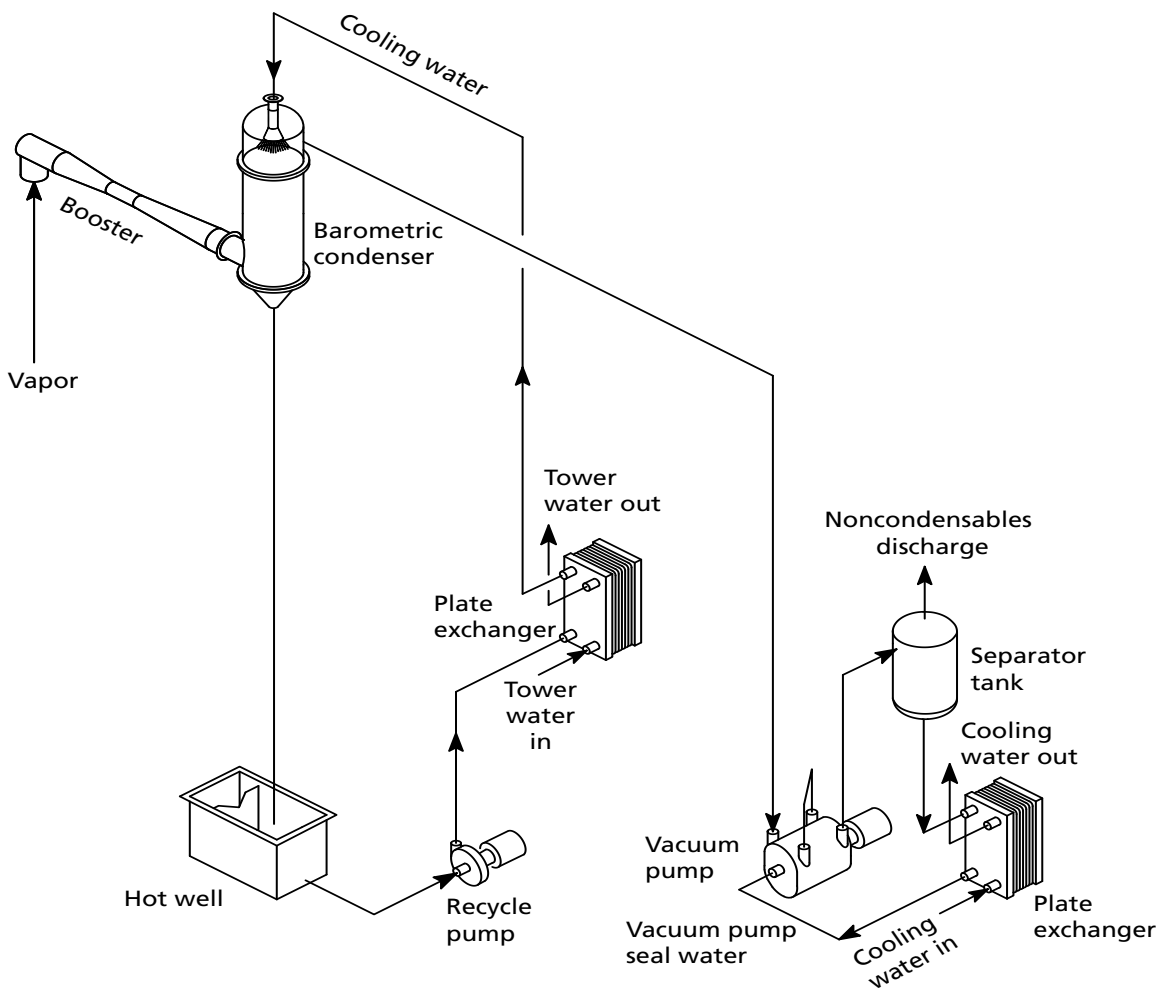 Cooling water
Booster
Barometric
condenser
Vapor
Tower
water out
Noncondensables
discharge
Plate
exchanger
Separator
tank
Tower
water
in
Cooling
water out
Vacuum
pump
Hot well
Recycle
pump
Vacuum pump
seal water
Cooling
water in
Plate
exchanger